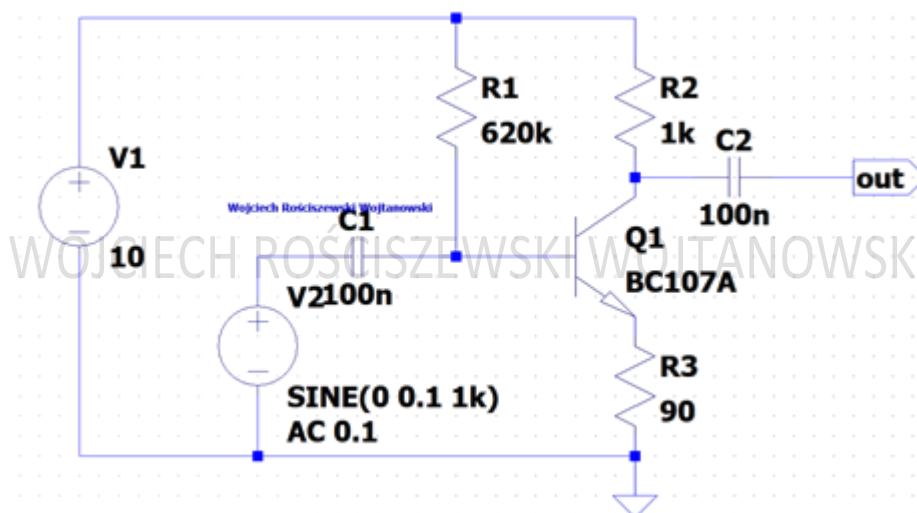 R1
620k
R2
1k
C2
100n
out
V1
10
Wojciech Rościszewski Wojtanowski
C1
100n
WOJCIECH ROŚCISZEWSKI WOJTANOWSK
Q1
BC107A
V2
SINE(0 0.1 1k)
AC 0.1
R3
90